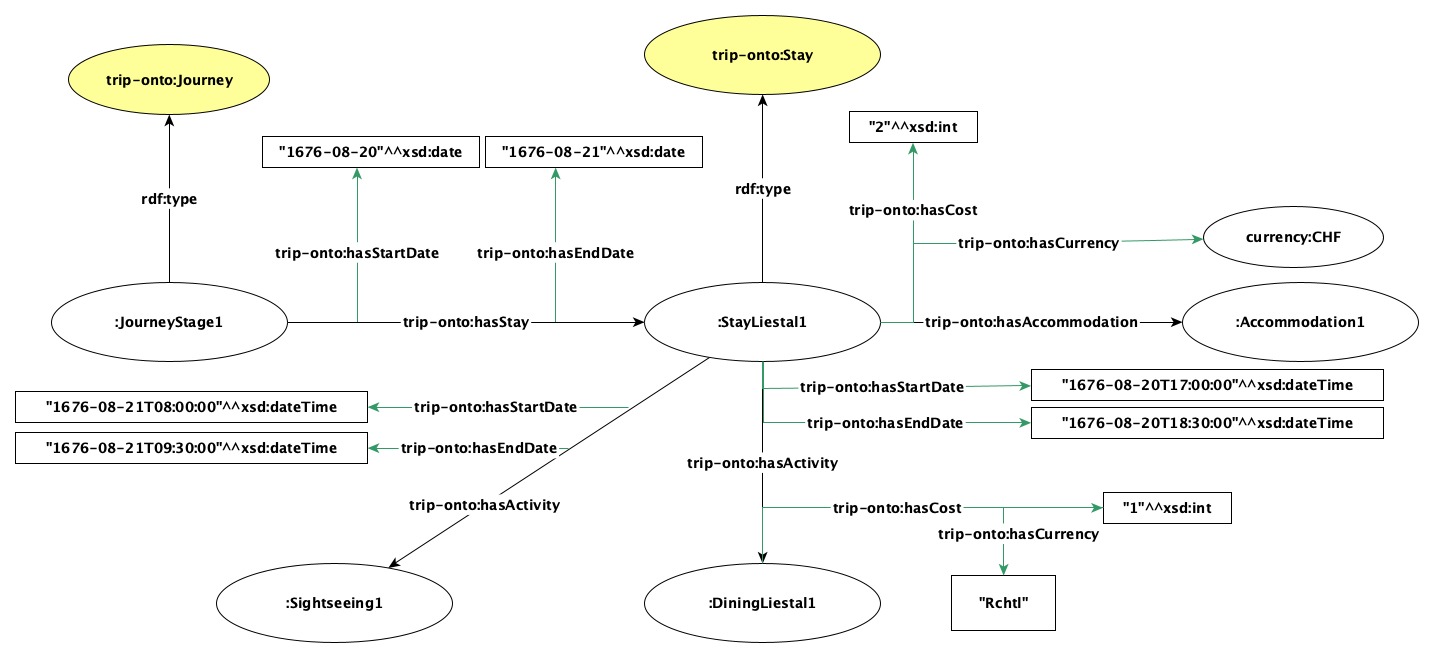 trip-onto:Stay
trip-onto:Journey
"2"^^xsd:int
"1676-08-20"^^xsd:date
"1676-08-21"^^xsd:date
rdf:type
rdf:type
trip-onto:hasCost
currency:CHF
trip-onto:hasCurrency
trip-onto:hasStartDate
trip-onto:hasEndDate
:JourneyStage1
trip-onto:hasStay
:StayLiestal1
trip-onto:hasAccommodation
:Accommodation1
trip-onto:hasStartDate
"1676-08-20T17:00:00"^^xsd:dateTime
"1676-08-21T08:00:00"^^xsd:dateTime
trip-onto:hasStartDate
trip-onto:hasEndDate
"1676-08-20T18:30:00"^^xsd:dateTime
"1676-08-21T09:30:00"^^xsd:dateTime
trip-onto:hasEndDate
trip-onto:hasActivity
trip-onto:hasActivity
trip-onto:hasCost
"1"^^xsd:int
trip-onto:hasCurrency
:Sightseeing1
:DiningLiestal1
"Rchtl"